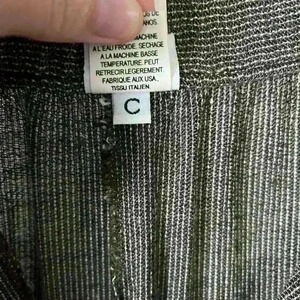 MACHINE
A L'EAU FROIDE, SECHAGE
A LA MACHINE BASSE
TEMPERATURE. PEUT
RETRECIR LEGEREMENT.
FABRIQUE AUX USA.,
TISSU ITALIEN.
C